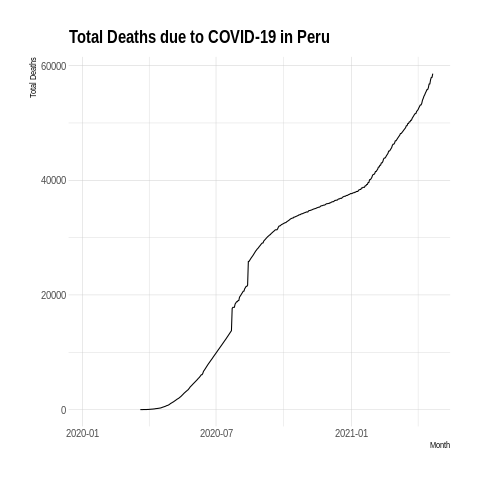 Total Deaths due to COVID-19 in Peru
Total Deaths
60000
40000
20000
0
2020-01
2020-07
2021-01
Month